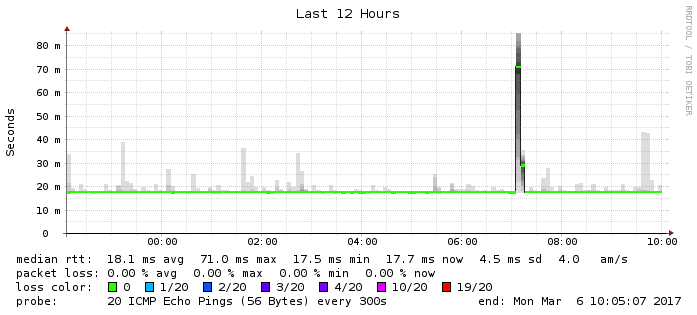 Last 12 Hours
RRDTOOL / TOBI OETIKER
Seconds
80 m
70 m
60 m
50 m
40 m
30 m
20 m
10 m
0
00:00 02:00 04:00 06:00 08:00 10:00
median rtt: 18.1 ms avg 71.0 ms max 17.5 ms min 17.7 ms now 4.5 ms sd 4.0 am/s
packet loss: 0.00 % avg 0.00 % max 0.00 % min 0.00 % now
loss color: 0 1/20 2/20 3/20 4/20 10/20 19/20
probe: 20 ICMP Echo Pings (56 Bytes) every 300s end: Mon Mar 6 10:05:07 2017